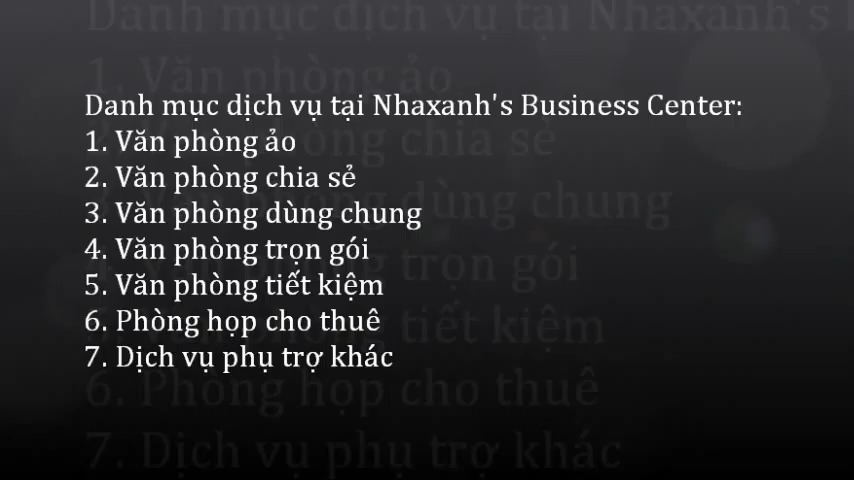 Danh mục dịch vụ tại Nhaxanh's Business Center:
1. Văn phòng ảo
2. Văn phòng chia sẻ
3. Văn phòng dùng chung
4. Văn phòng trọn gói
5. Văn phòng tiết kiệm
6. Phòng họp cho thuê
7. Dịch vụ phụ trợ khác